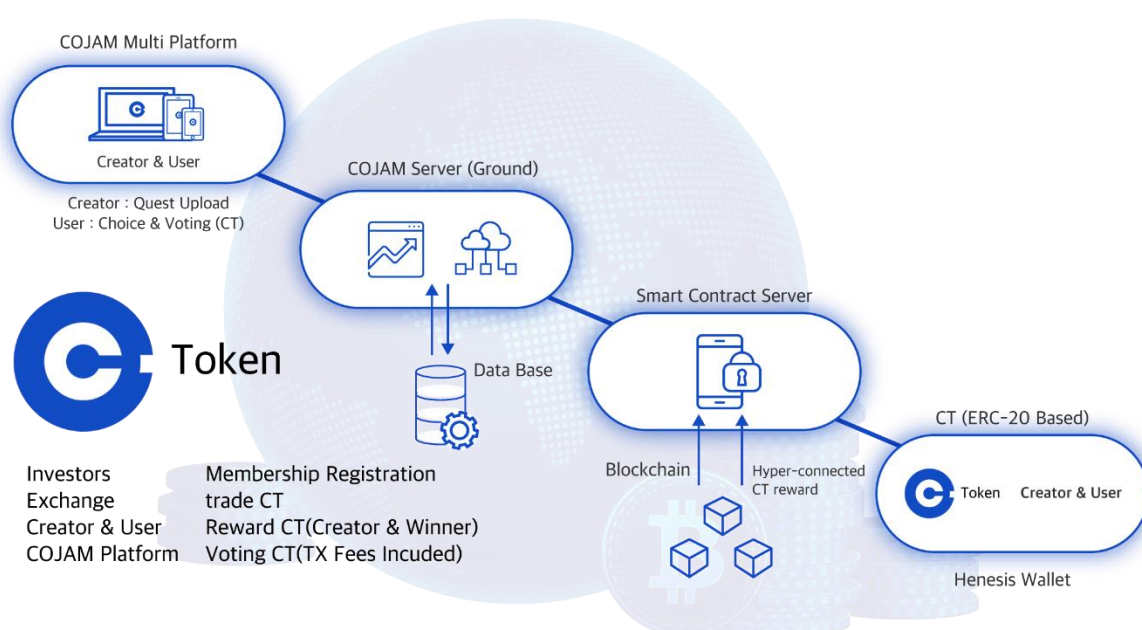 COJAM Multi Platform
Creator & User
Creator : Quest Upload
User : Choice & Voting (CT)
COJAM Server (Ground)
Data Base
Smart Contract Server
Blockchain
Hyper-connected
CT reward
CT (ERC-20 Based)
Token Creator & User
Henesis Wallet
Token
Investors Membership Registration
Exchange trade CT
Creator & User Reward CT(Creator & Winner)
COJAM Platform Voting CT(TX Fees Incuded)